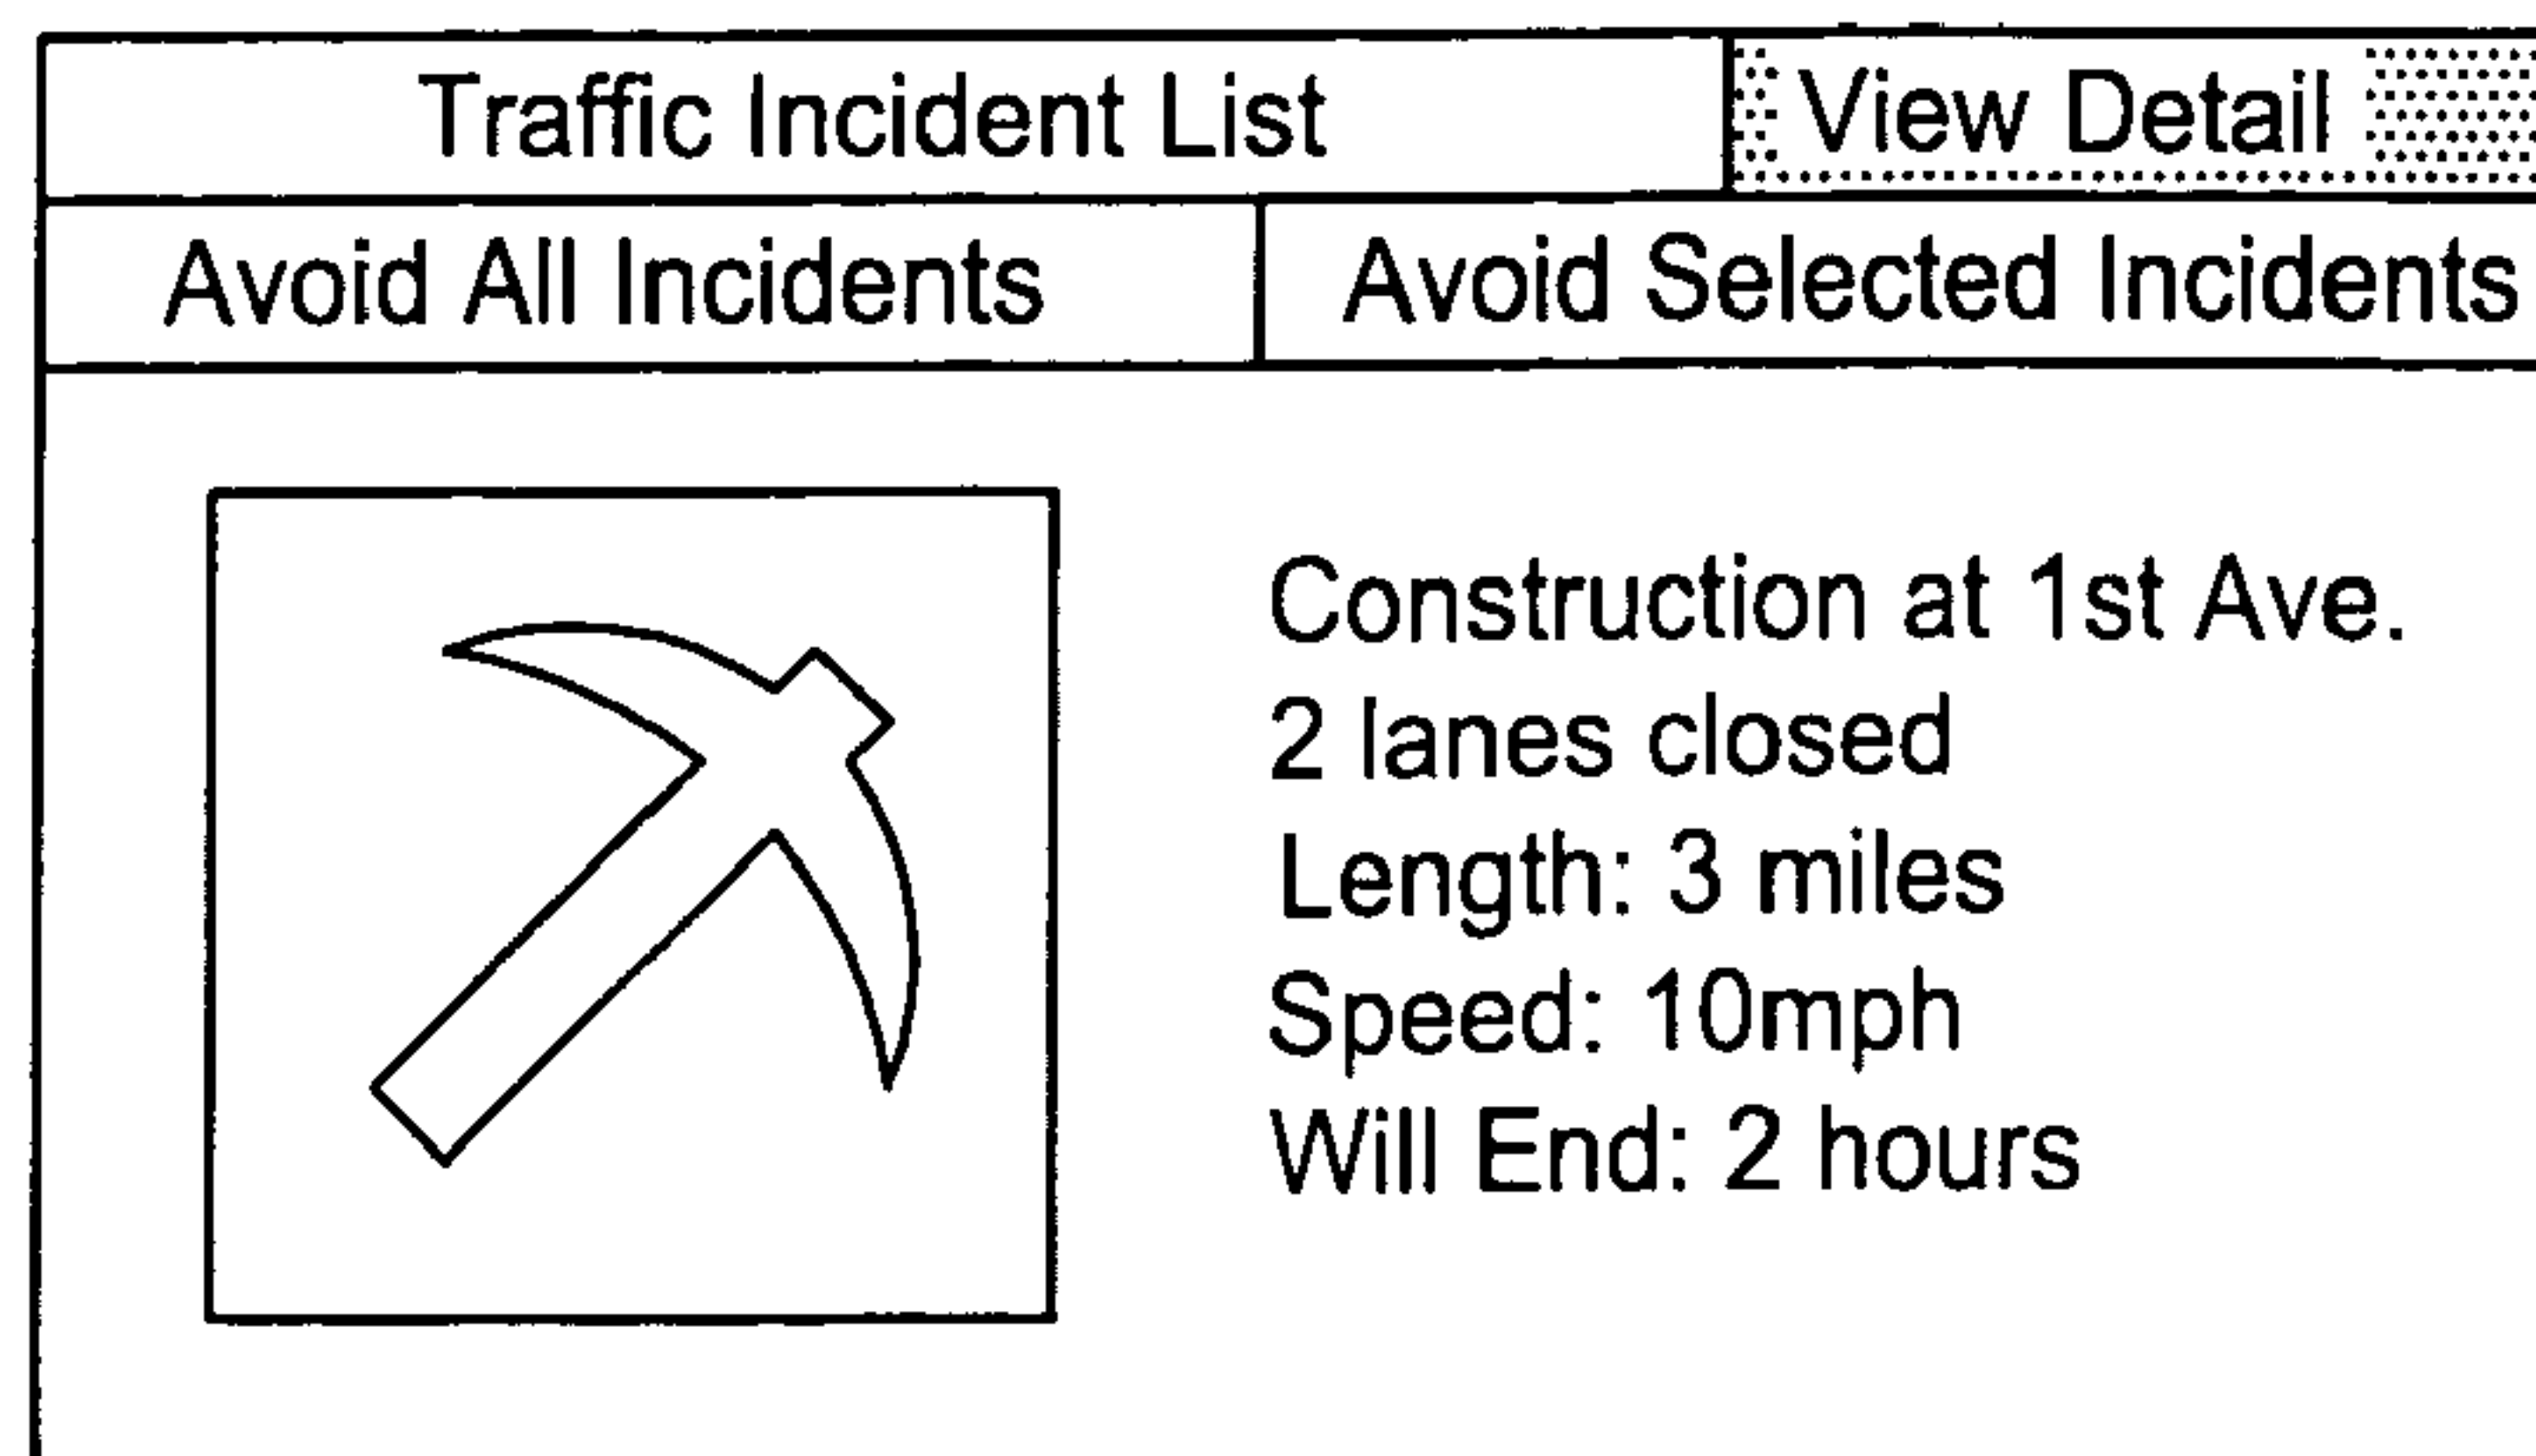 Traffic Incident List View Detail
Avoid All Incidents Avoid Selected Incidents
Construction at 1st Ave.
2 lanes closed
Length: 3 miles
Speed: 10mph
Will End: 2 hours